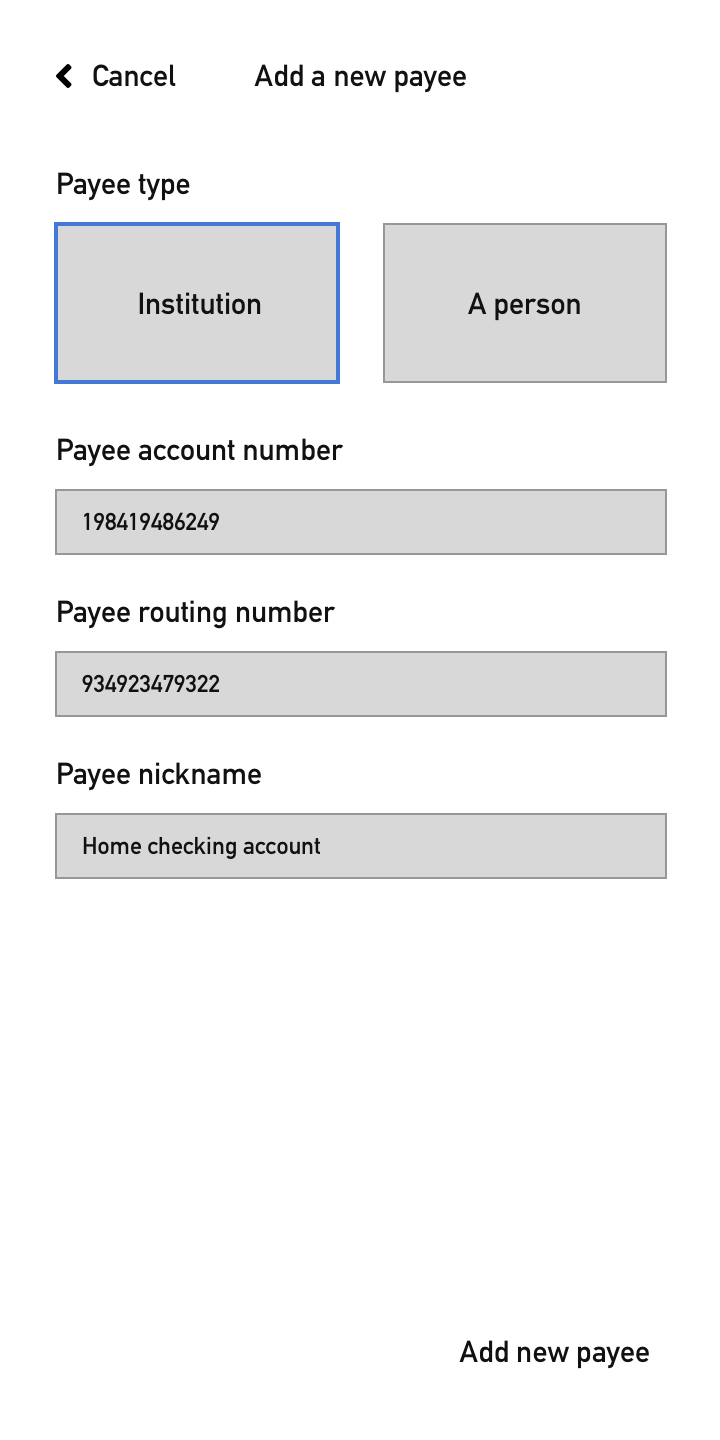 Cancel Add a new payee
Payee type
Institution A person
Payee account number
198419486249
Payee routing number
934923479322
Payee nickname
Home checking account
Add new payee